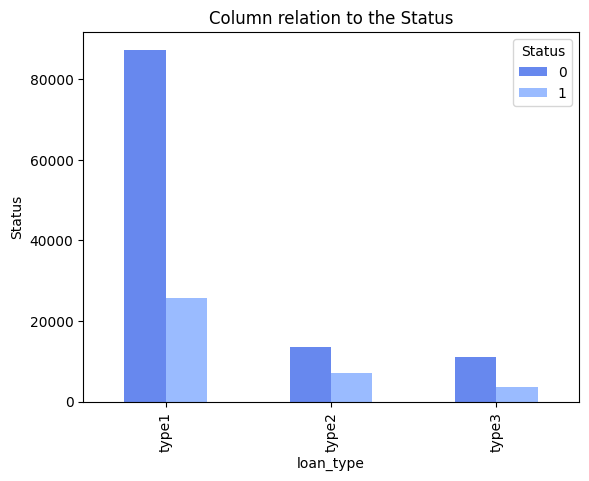 Column relation to the Status
Status
0
1
80000
60000
40000
20000
0
Status
type1
type2
type3
loan_type